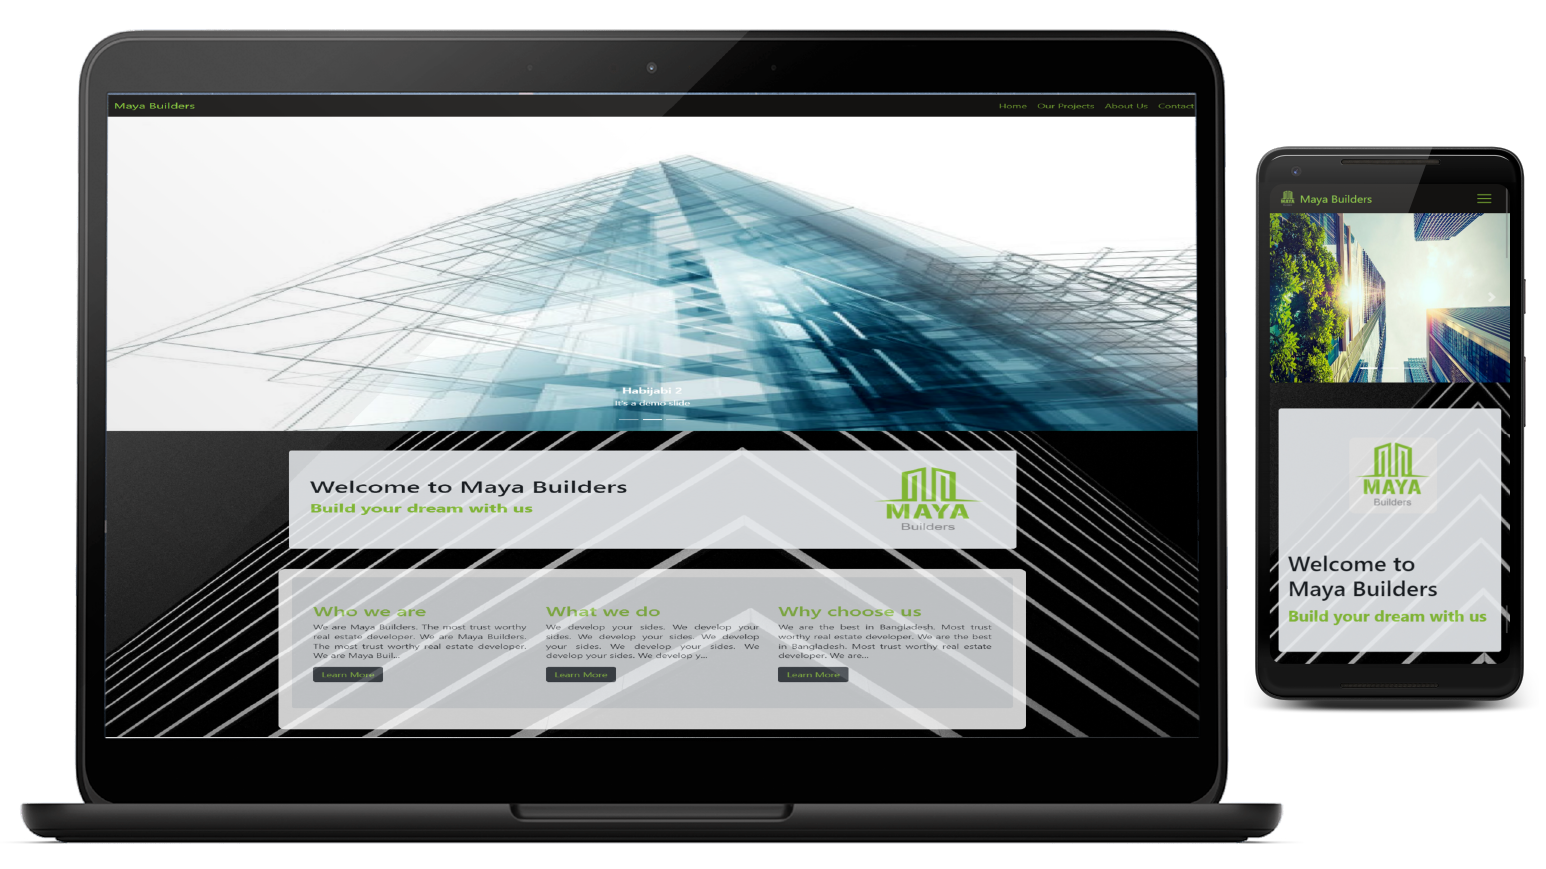 Maya Builders
Home Our Projects About Us Contact
Habijabi 2
It's a demo slide
Welcome to Maya Builders
Build your dream with us
MAYA
Builders
Who we are
We are Maya Builders. The most trust worthy
real estate developer. We are Maya Builders.
The most trust worthy real estate developer.
We are Maya Buil...
Learn More
What we do
We develop your sides. We develop your
sides. We develop your sides. We develop
your sides. We develop your sides. We
develop your sides. We develop y...
Learn More
Why choose us
We are the best in Bangladesh. Most trust
worthy real estate developer. We are the best
in Bangladesh. Most trust worthy real estate
developer. We are...
Learn More
MAYA
Maya Builders
MAYA
Builders
Welcome to
Maya Builders
Build your dream with us